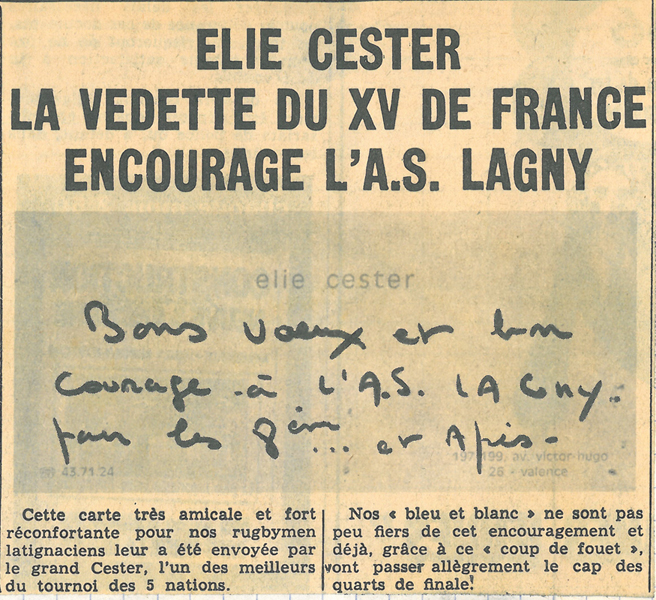 ELIE CESTER
LA VEDETTE DU XV DE FRANCE
ENCOURAGE L'A.S. LAGNY
elie cester
Bons voeux et bon
courage à L'A.S. LAGNY.
pour les 8èm... et Après-
197-199, av. victor-hugo
43.71.24
26 - valence
Cette carte très amicale et fort
réconfortante pour nos rugbymen
latignaciens leur a été envoyée par
le grand Cester, l'un des meilleurs
du tournoi des 5 nations.
Nos « bleu et blanc » ne sont pas
peu fiers de cet encouragement et
déjà, grâce à ce « coup de fouet »,
vont passer allègrement le cap des
quarts de finale!